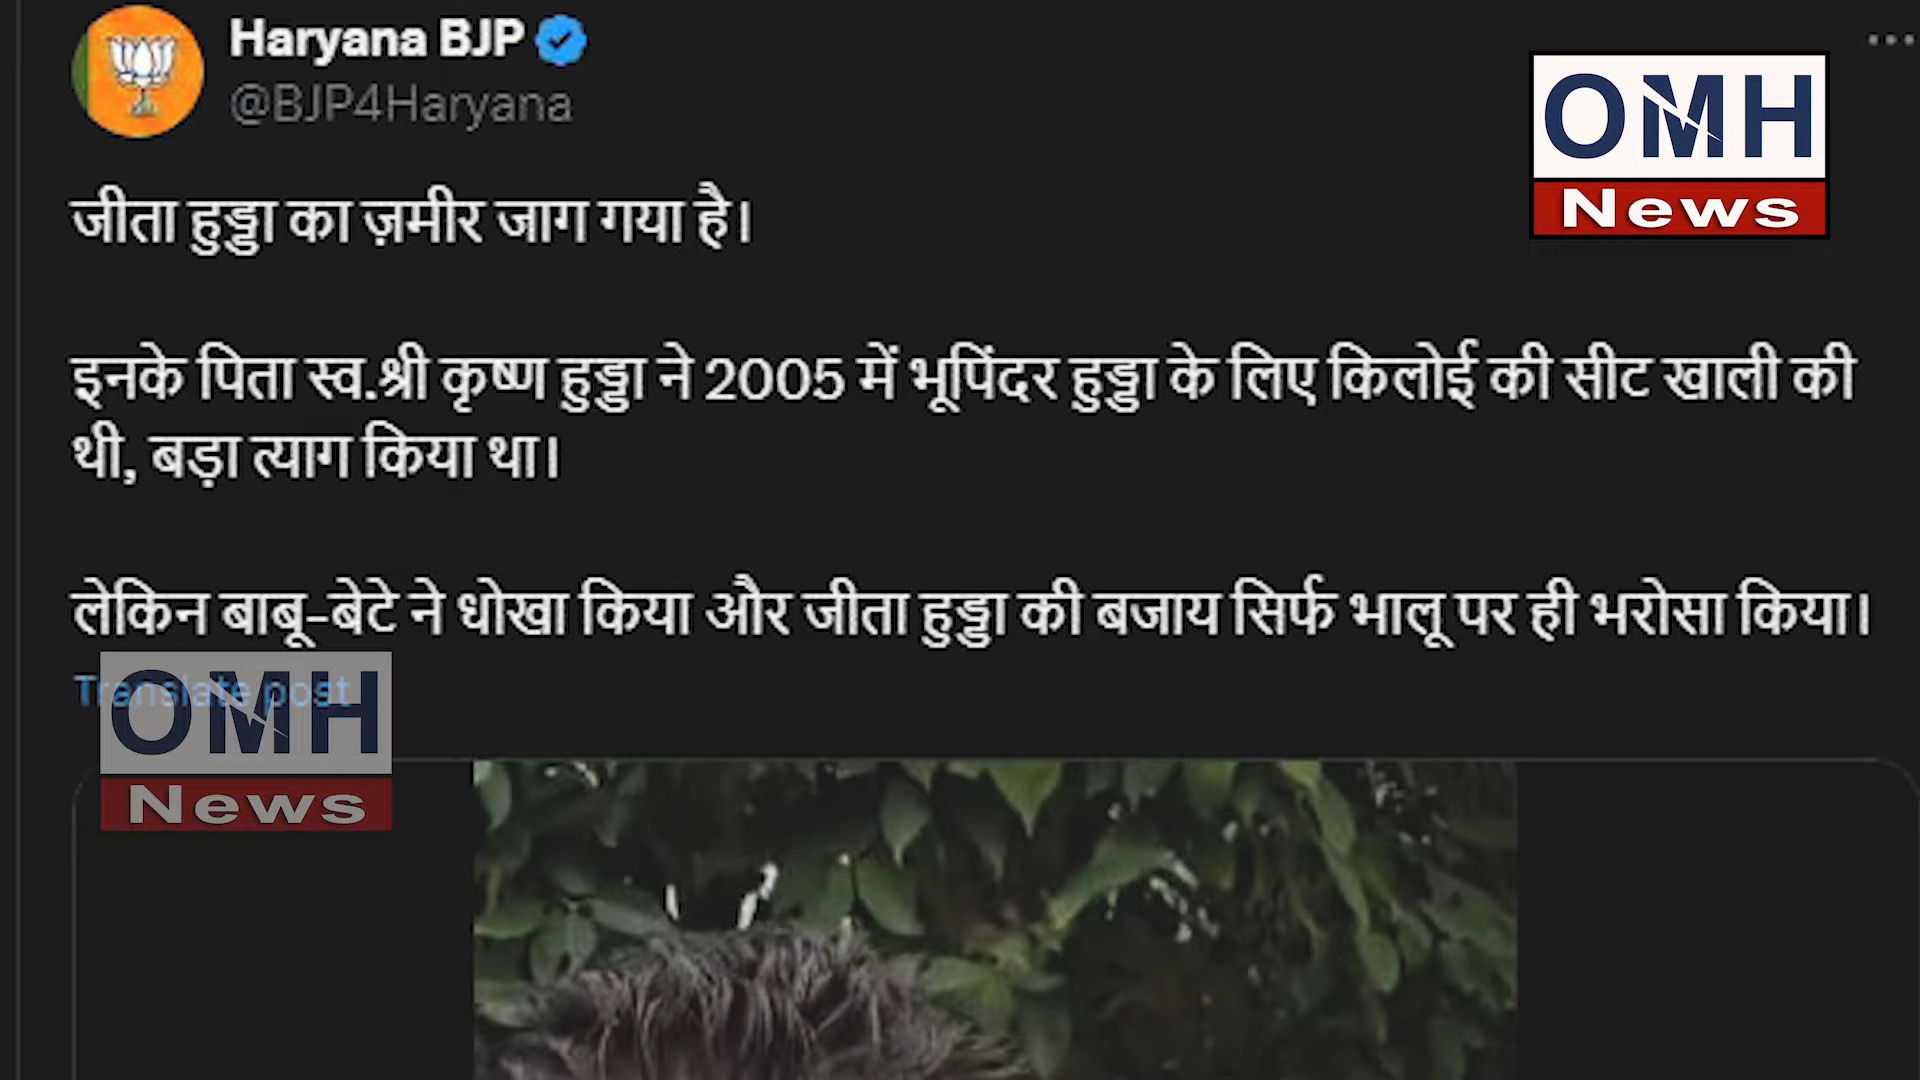 Haryana BJP
@BJP4Haryana
OMH
News
जीता हुड्डा का ज़मीर जाग गया है।
इनके पिता स्व.श्री कृष्ण हुड्डा ने 2005 में भूपिंदर हुड्डा के लिए किलोई की सीट खाली की
थी, बड़ा त्याग किया था।
लेकिन बाबू-बेटे ने धोखा किया और जीता हुड्डा की बजाय सिर्फ भालू पर ही भरोसा किया।
Translate post
OMH
News